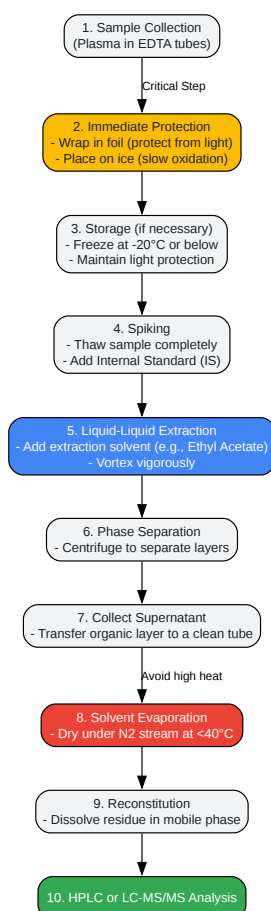 1. Sample Collection
(Plasma in EDTA tubes)
Critical Step
2. Immediate Protection
- Wrap in foil (protect from light)
- Place on ice (slow oxidation)
3. Storage (if necessary)
- Freeze at -20°C or below
- Maintain light protection
4. Spiking
- Thaw sample completely
- Add Internal Standard (IS)
5. Liquid-Liquid Extraction
- Add extraction solvent (e.g., Ethyl Acetate)
- Vortex vigorously
6. Phase Separation
- Centrifuge to separate layers
7. Collect Supernatant
- Transfer organic layer to a clean tube
Avoid high heat
8. Solvent Evaporation
- Dry under N2 stream at <40°C
9. Reconstitution
- Dissolve residue in mobile phase
10. HPLC or LC-MS/MS Analysis